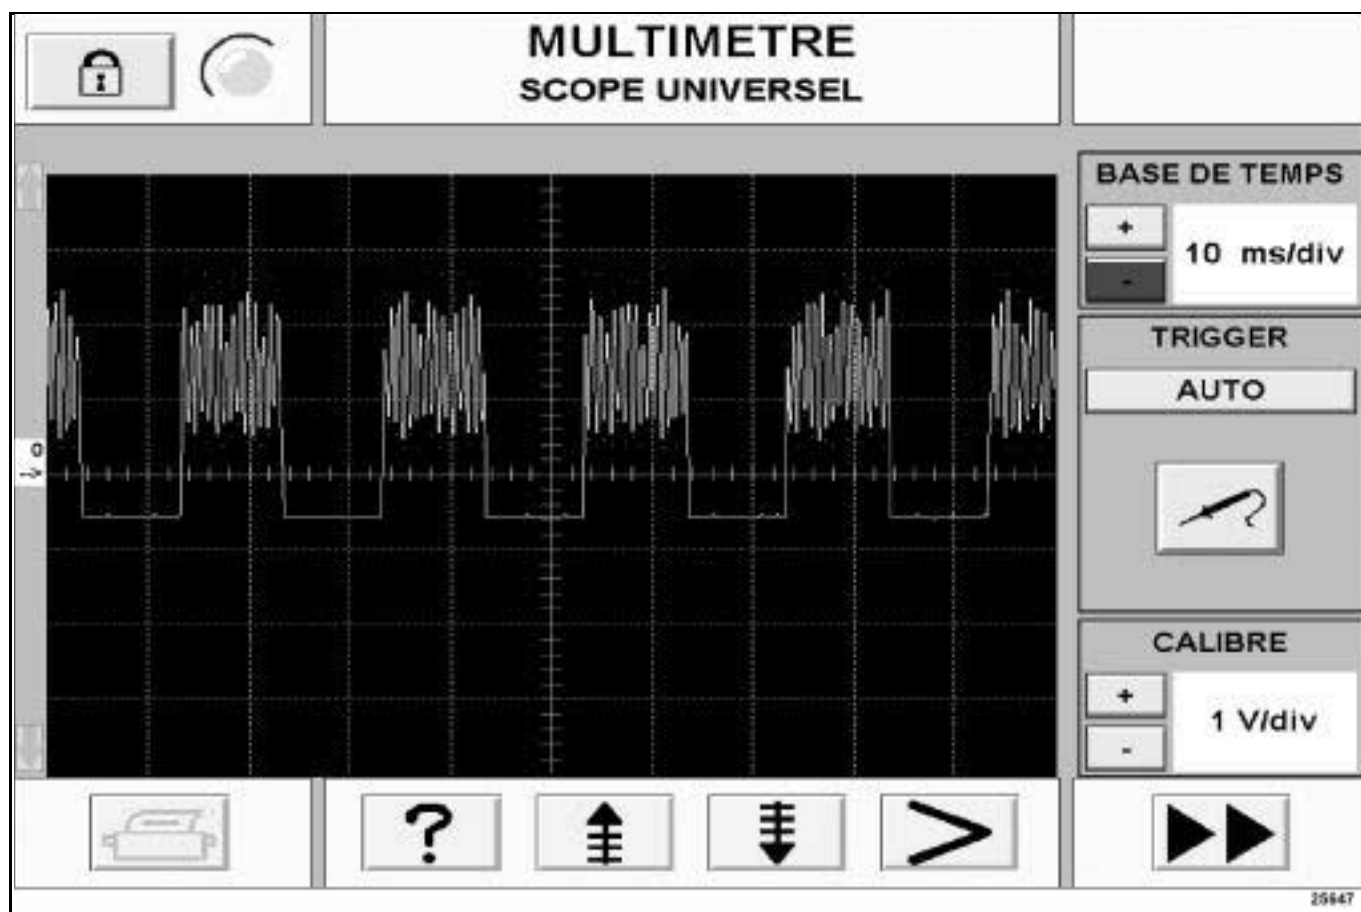 MULTIMETRE
SCOPE UNIVERSEL
BASE DE TEMPS
+
10 ms/div
-
TRIGGER
AUTO
0
CALIBRE
+
1 V/div
-
?
>
25647